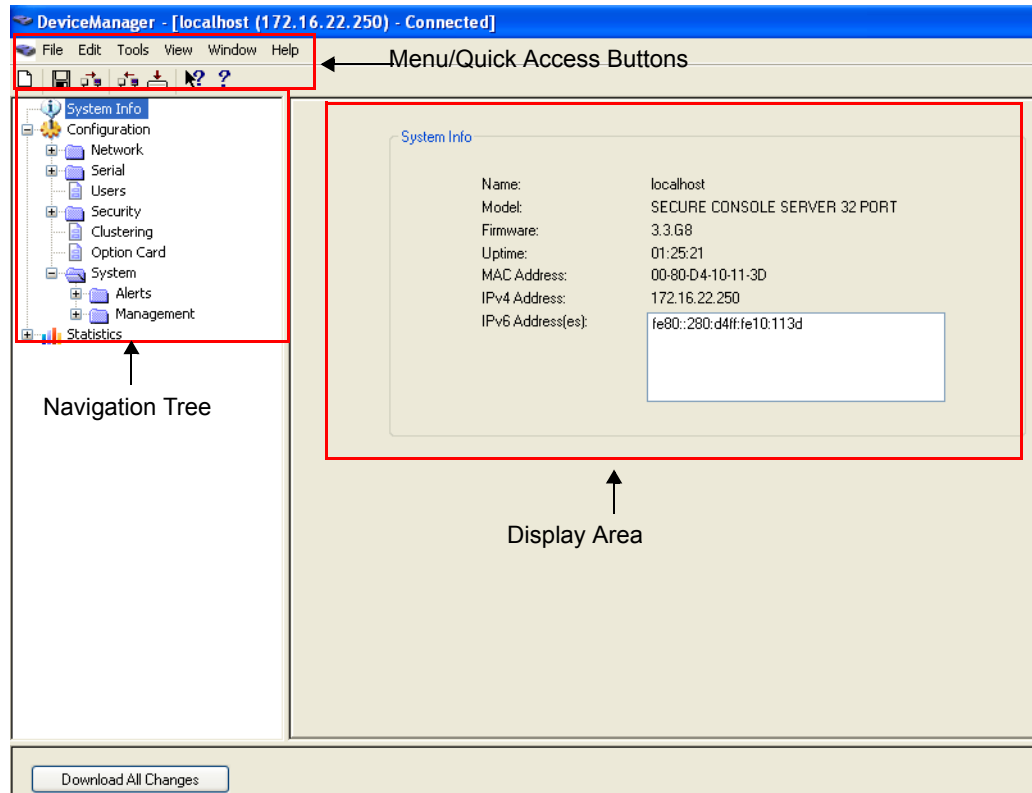 DeviceManager - [localhost (172.16.22.250) - Connected]
File Edit Tools View Window Help
Menu/Quick Access Buttons
System Info
Configuration
Network
Serial
Users
Security
Clustering
Option Card
System
Alerts
Management
Statistics
Navigation Tree
System Info
Name: localhost
Model: SECURE CONSOLE SERVER 32 PORT
Firmware: 3.3.G8
Uptime: 01:25:21
MAC Address: 00-80-D4-10-11-3D
IPv4 Address: 172.16.22.250
IPv6 Address(es): fe80::280:d4ff:fe10:113d
Display Area
Download All Changes